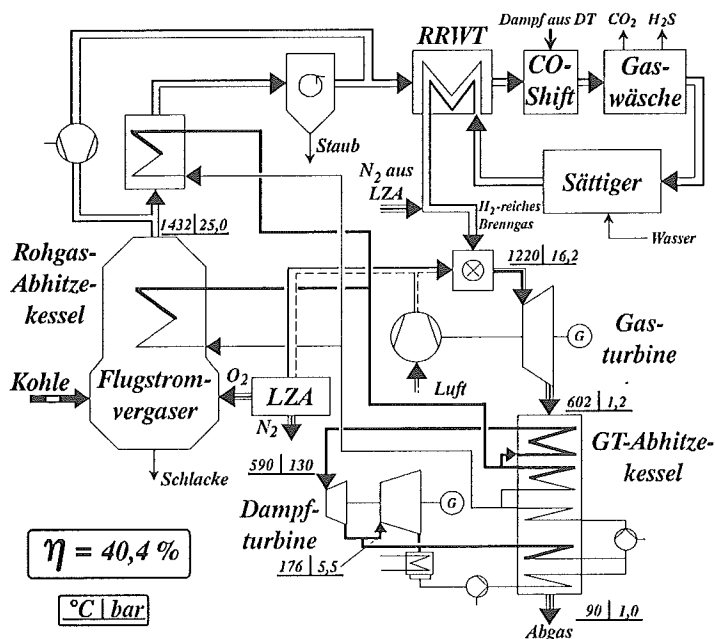 Dampf aus DT
CO2
H2S
RRWT
CO-
Shift
Gas-
wäsche
Staub
N2 aus
LZA
Sättiger
H2-reiches
Brenngas
Wasser
1432 | 25,0
1220 | 16,2
Rohgas-
Abhitze-
kessel
Gas-
turbine
G
Kohle
Flugstrom-
vergaser
O2
LZA
N2
Luft
602 | 1,2
GT-Abhitze-
kessel
Schlacke
590 | 130
Dampf-
turbine
G
176 | 5,5
η = 40,4 %
°C | bar
90 | 1,0
Abgas